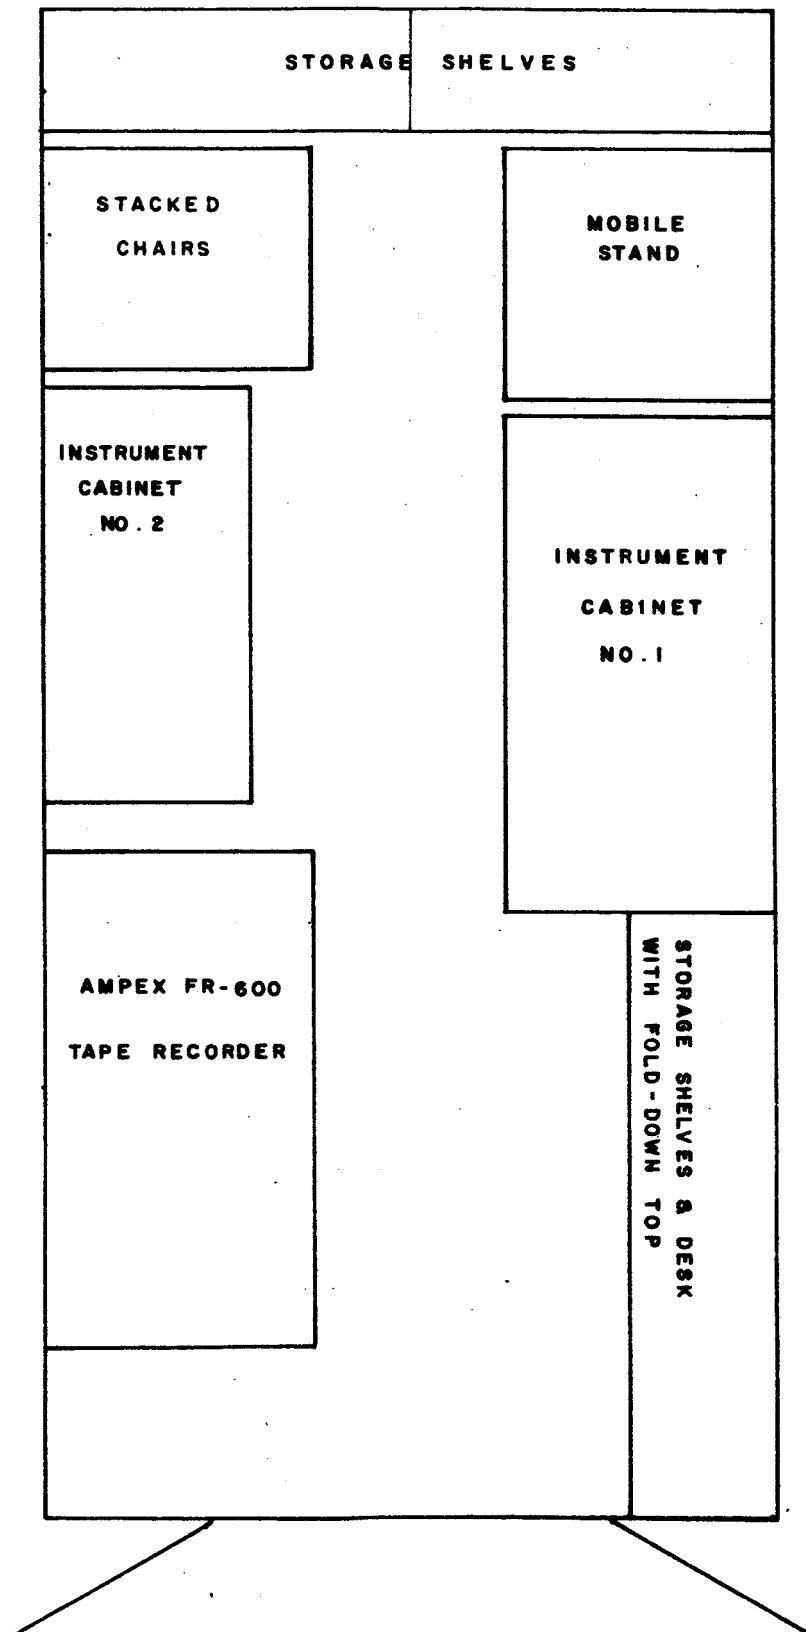 STORAGE SHELVES
STACKED
CHAIRS
MOBILE
STAND
INSTRUMENT
CABINET
NO. 2
INSTRUMENT
CABINET
NO. 1
AMPEX FR-600
TAPE RECORDER
STORAGE SHELVES & DESK
WITH FOLD-DOWN TOP